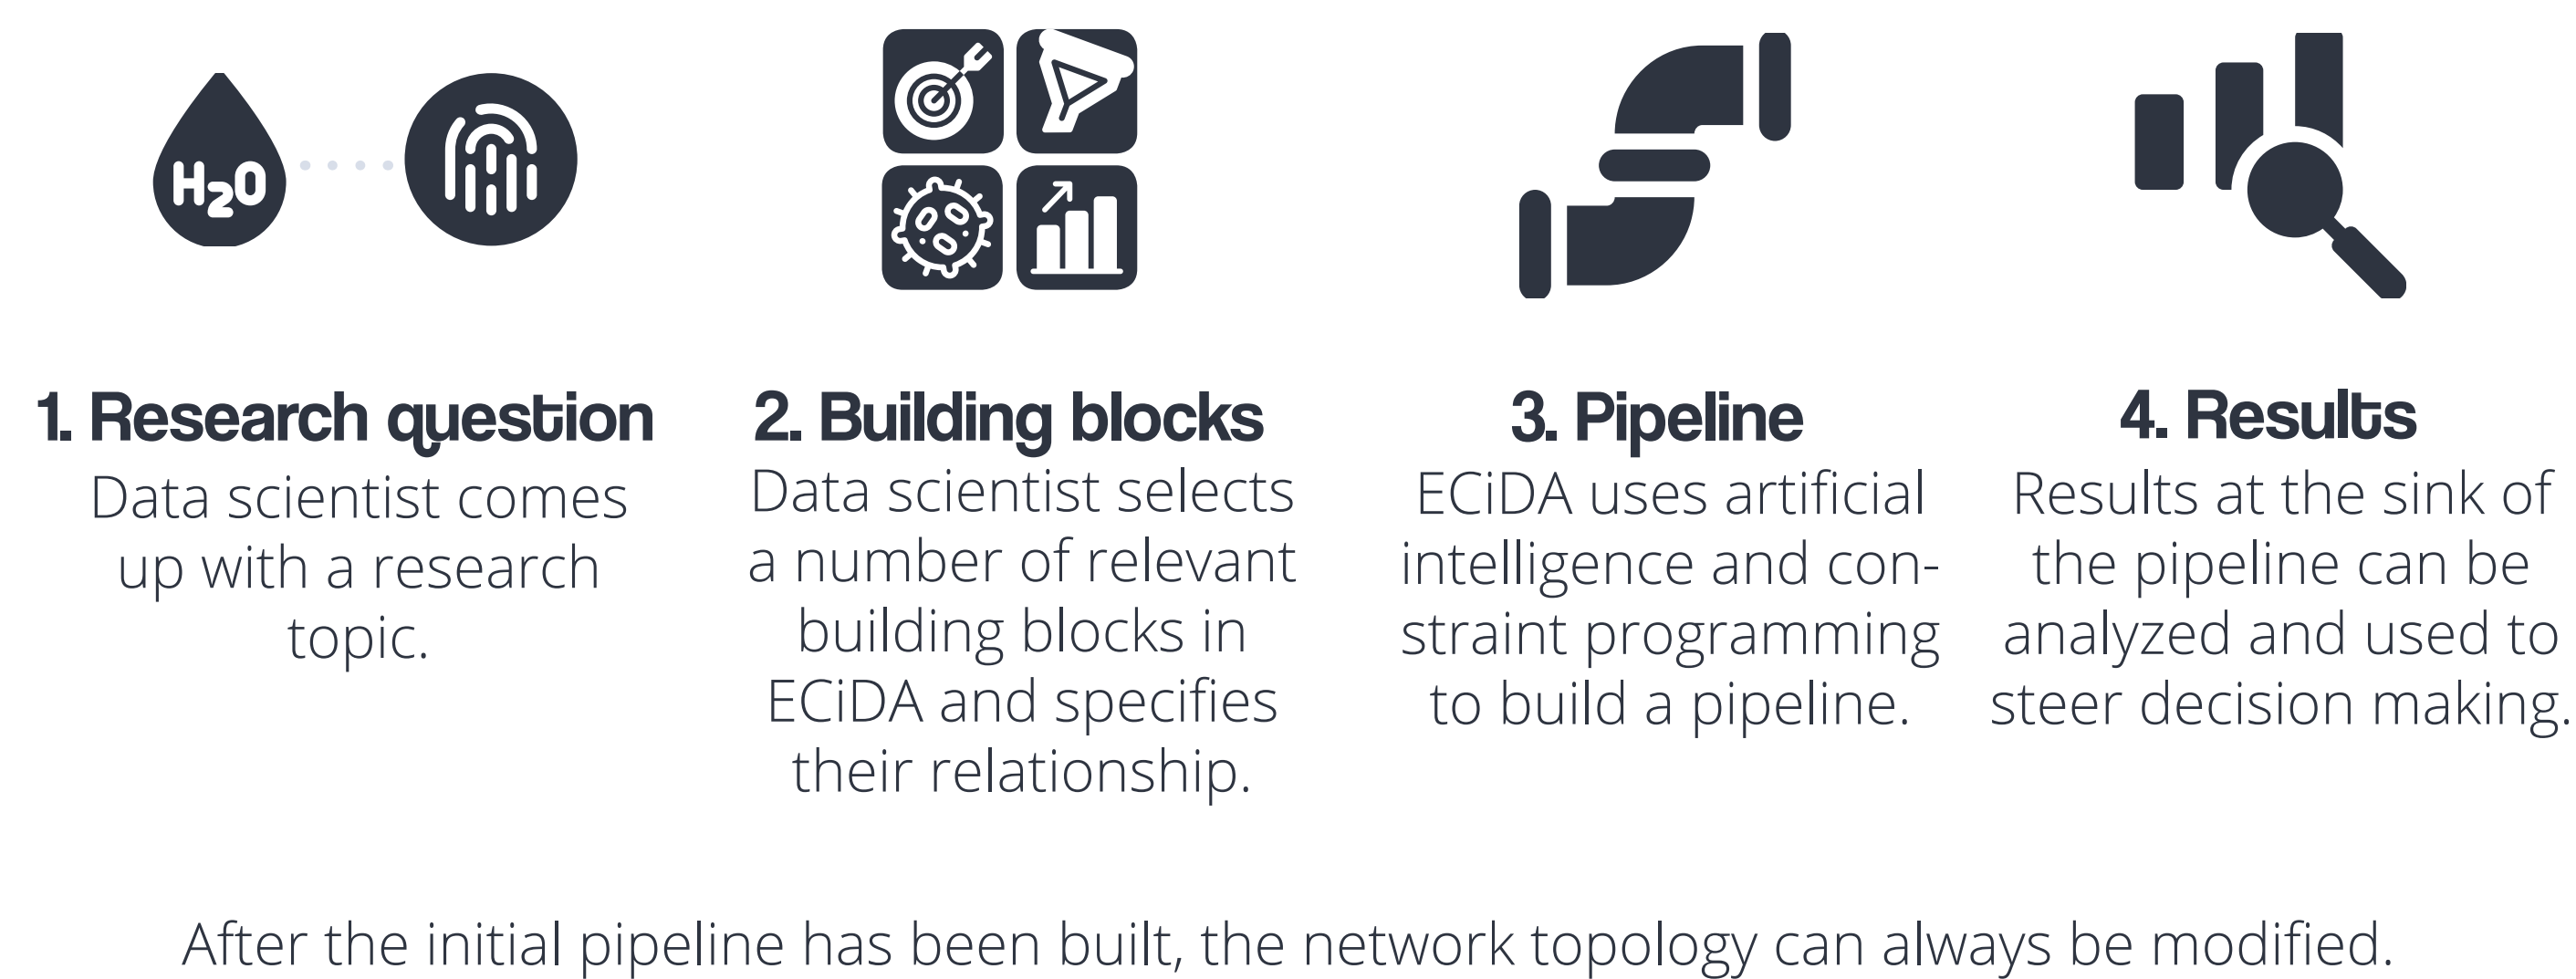 H2O
1. Research question
Data scientist comes
up with a research
topic.
2. Building blocks
Data scientist selects
a number of relevant
building blocks in
ECiDA and specifies
their relationship.
3. Pipeline
ECiDA uses artificial
intelligence and con-
straint programming
to build a pipeline.
4. Results
Results at the sink of
the pipeline can be
analyzed and used to
steer decision making.
After the initial pipeline has been built, the network topology can always be modified.